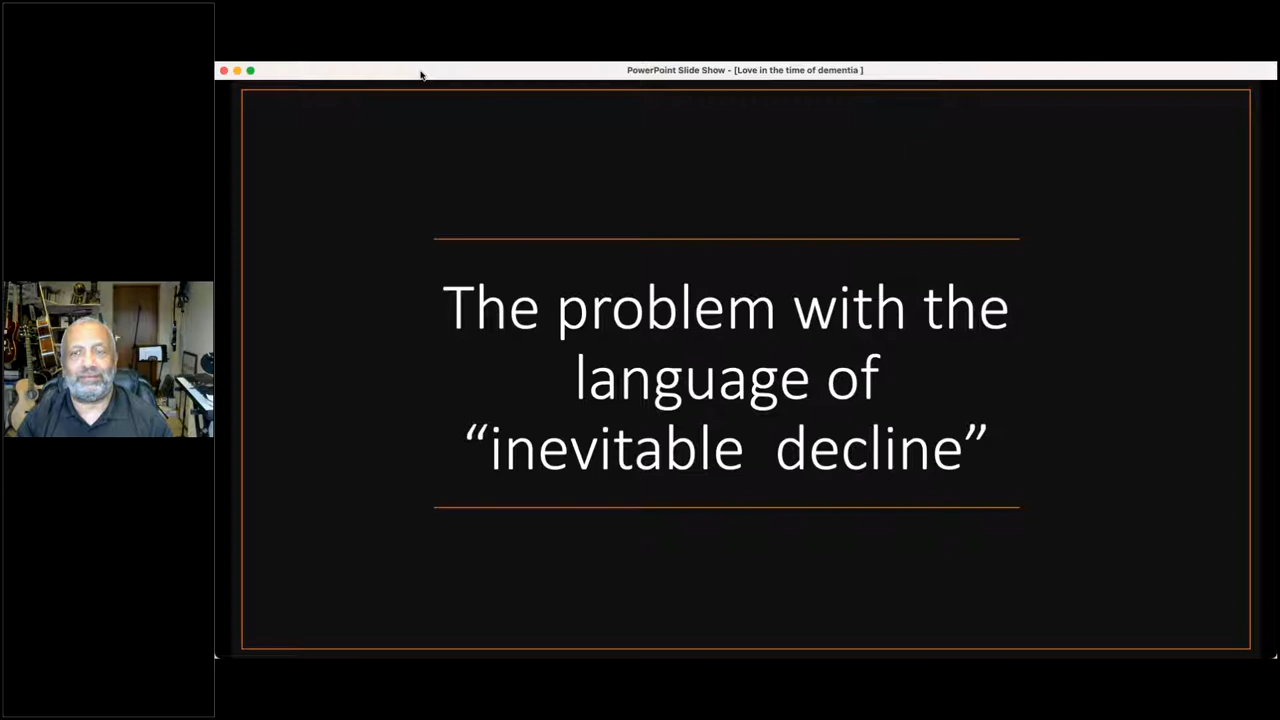 PowerPoint Slide Show - [Love in the time of dementia ]
The problem with the
language of
“inevitable  decline”